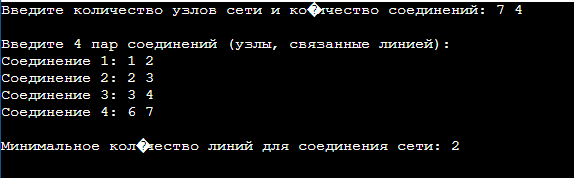 Введите количество узлов сети и ко�ичество соединений: 7 4
Введите 4 пар соединений (узлы, связанные линией):
Соединение 1: 1 2
Соединение 2: 2 3
Соединение 3: 3 4
Соединение 4: 6 7
Минимальное кол�чество линий для соединения сети: 2